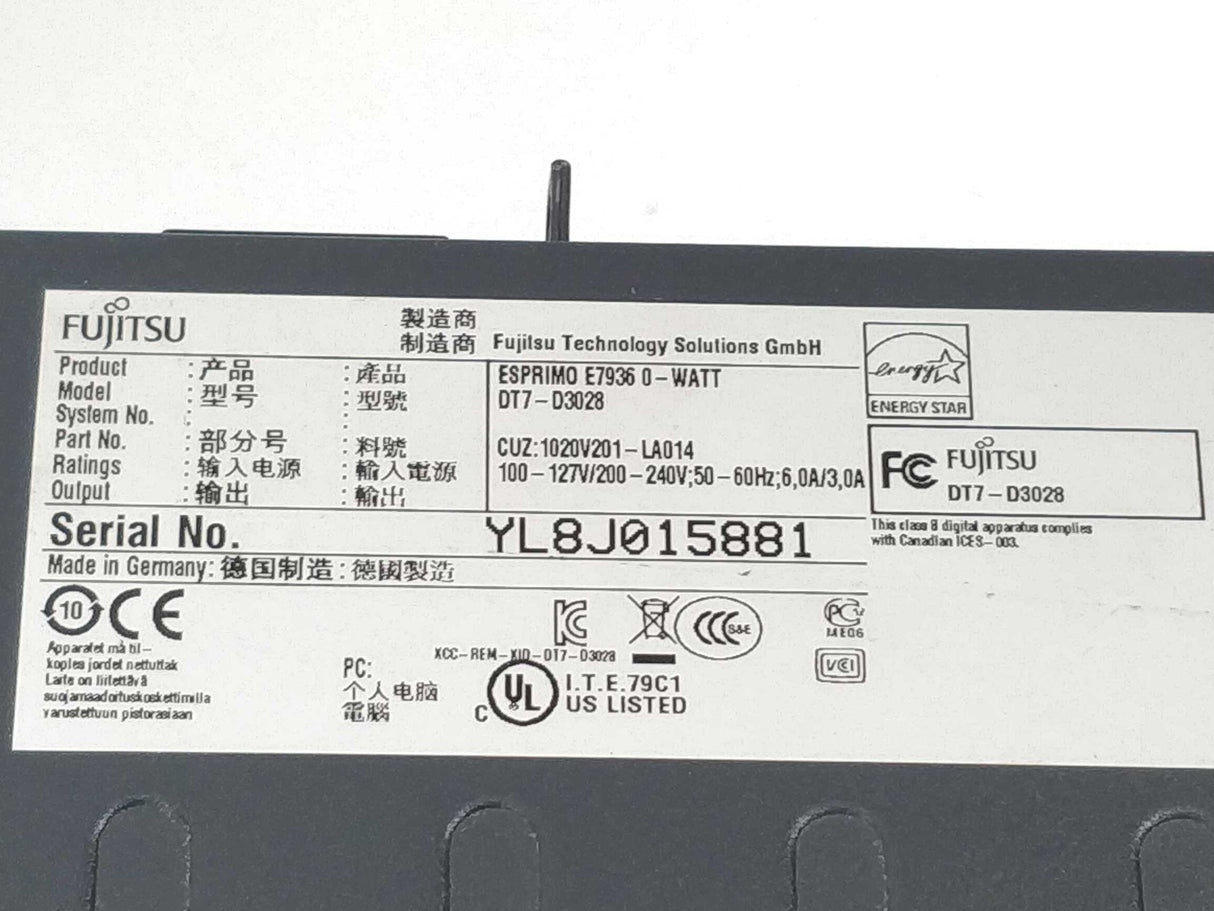 FUJITSU
製造商
制造商 Fujitsu Technology Solutions GmbH
Product : 产品 : 產品 ESPRIMO E7936 0-WATT
Model : 型号 : 型號 DT7-D3028
System No. : :
Part No. : 部分号 : 料號 CUZ:1020V201-LA014
Ratings : 输入电源 : 輸入電源 100-127V/200-240V;50-60Hz;6,0A/3,0A
Output : 输出 : 輸出
Serial No. YL8J015881
Made in Germany: 德国制造 : 德國製造
energy
ENERGY STAR
FC FUJITSU
DT7-D3028
This class B digital apparatus complies
with Canadian ICES-003.
10 CE
Apparatet må til-
koples jordet nettuttak
Laite on liitettävä
suojamaadoituskoskettimilla
varustettuun pistorasiaan
XCC-REM-XID-DT7-D3028
PC:
个人电脑
電腦
C UL I.T.E.79C1
US LISTED
CCC S&E
PC
ME06
VCI